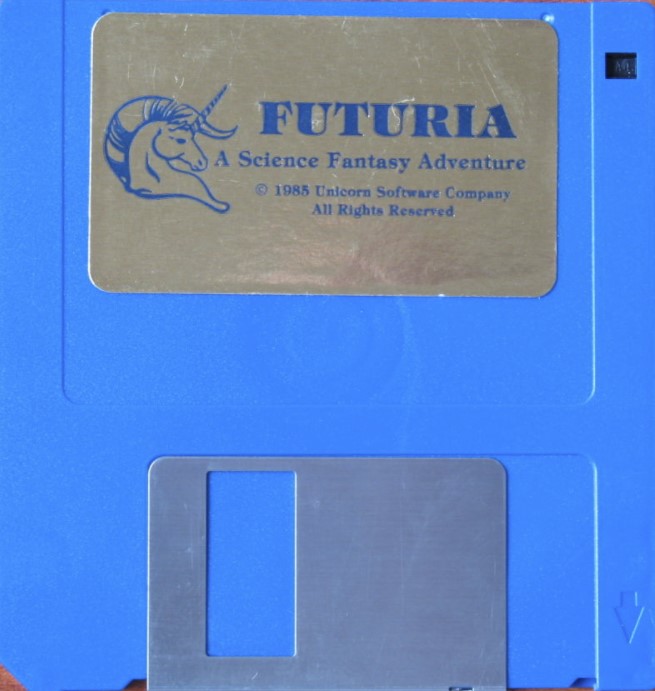 FUTURIA
A Science Fantasy Adventure
© 1985 Unicorn Software Company
All Rights Reserved